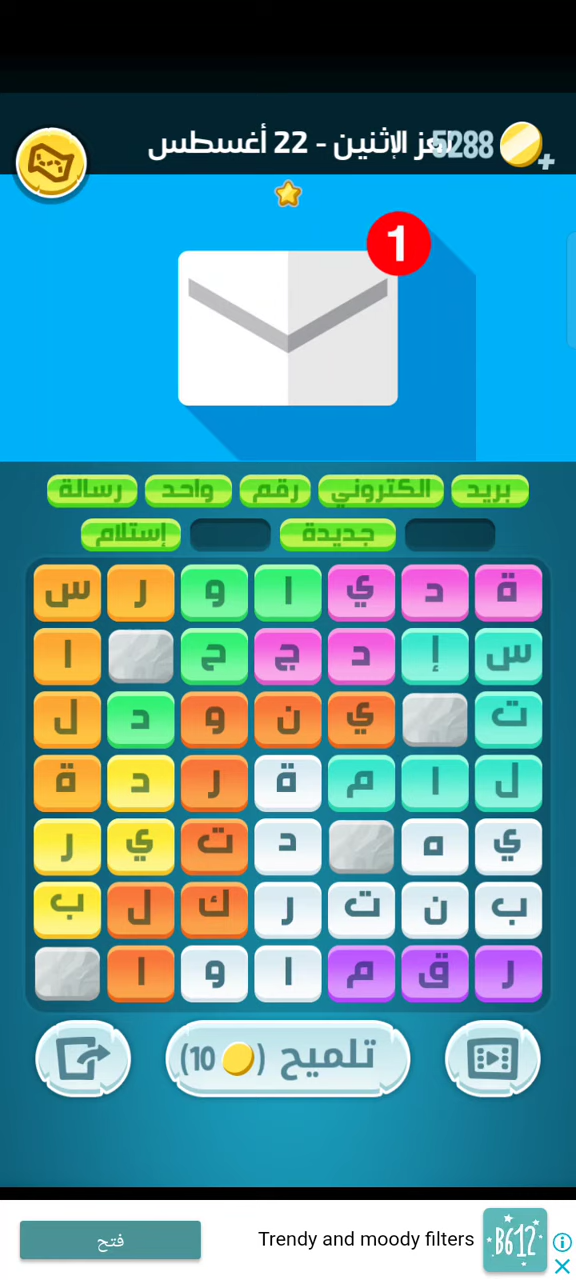 لغز الإثنين - 22 أغسطس
5288
1
بريد الكتروني رقم واحد رسالة
جديدة إستلام
ة د ي ا و ر س
س إ د ج ح ا
ت ي ن و د ل
ل ا م ة ر د ة
ي ه د ت ي ر
ب ن ت ر ك ل ب
ر ق م ا و ا
تلميح (10)
فتح
Trendy and moody filters
B612